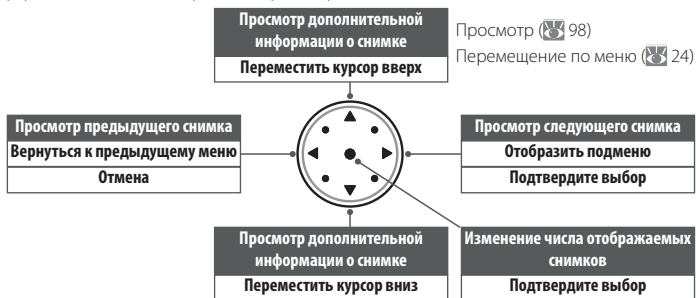 Просмотр дополнительной
информации о снимке
Переместить курсор вверх
Просмотр (98)
Перемещение по меню (24)
Просмотр предыдущего снимка
Вернуться к предыдущему меню
Отмена
Просмотр следующего снимка
Отобразить подменю
Подтвердите выбор
Просмотр дополнительной
информации о снимке
Переместить курсор вниз
Изменение числа отображаемых
снимков
Подтвердите выбор